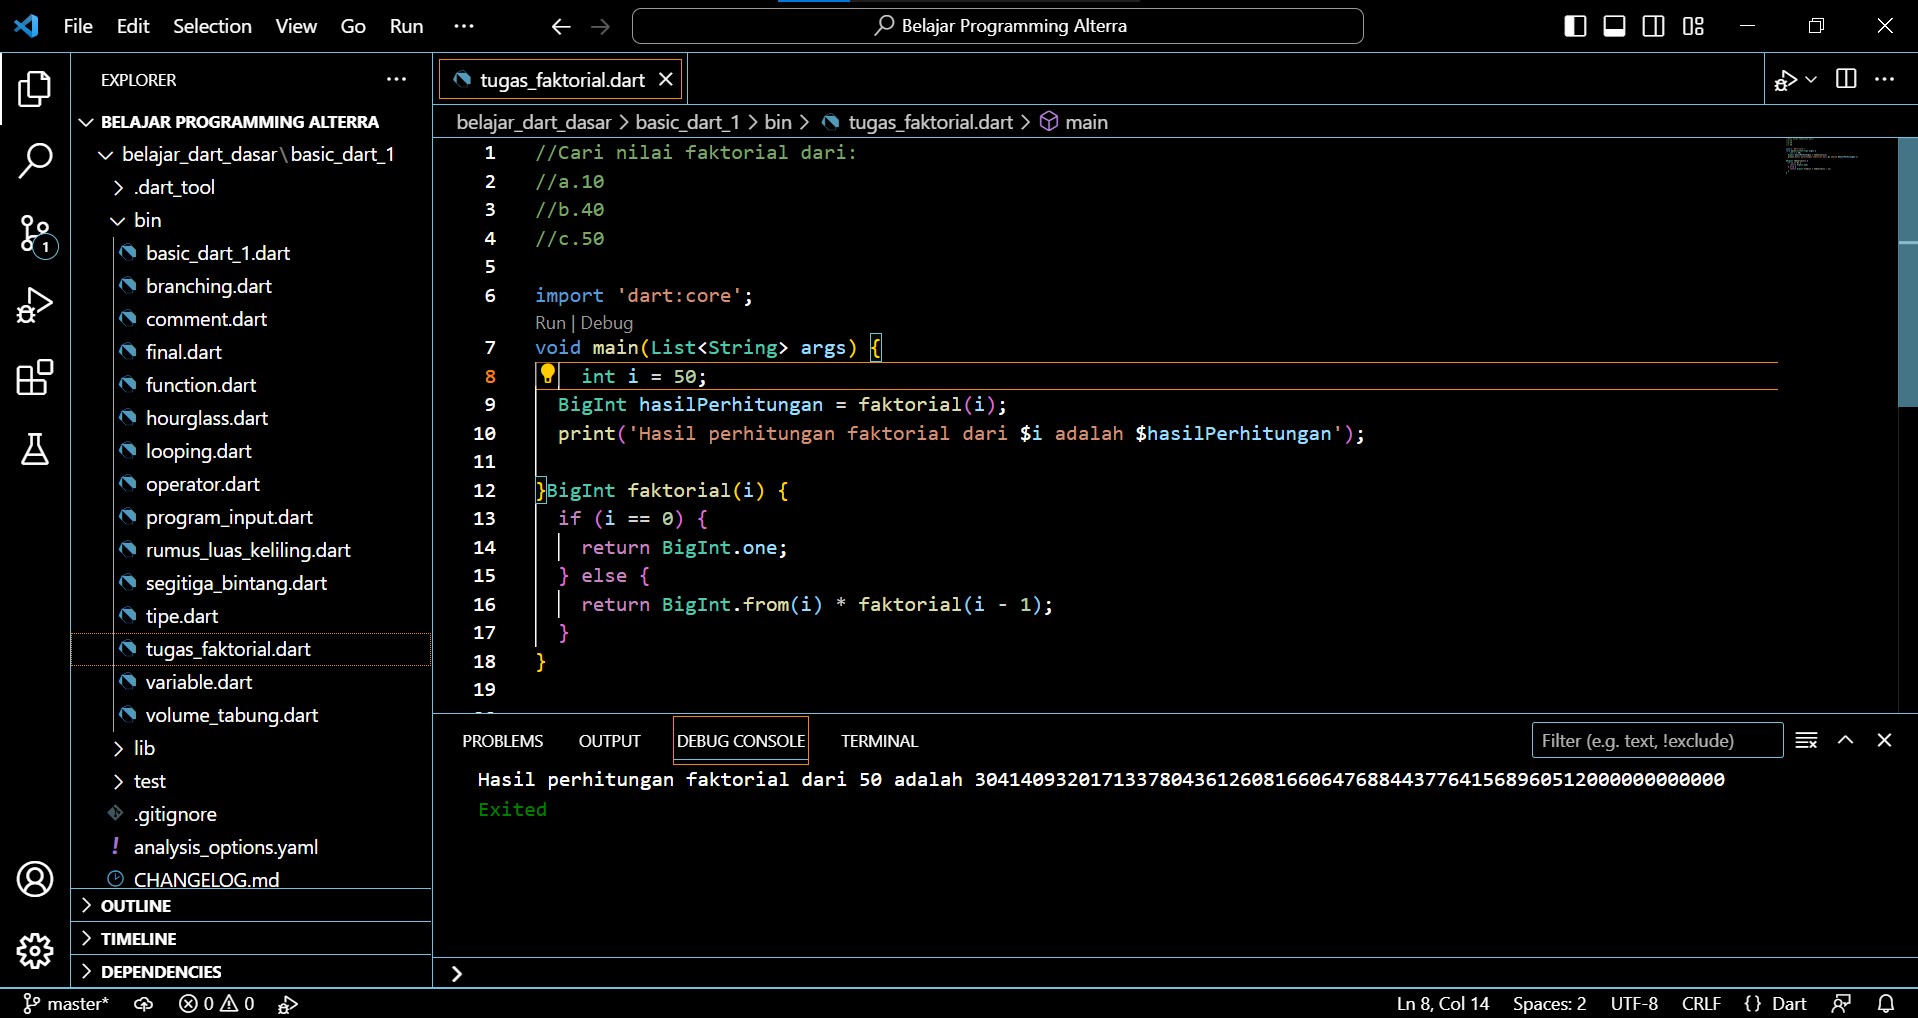 File Edit Selection View Go Run ··· Belajar Programming Alterra
EXPLORER ···
BELAJAR PROGRAMMING ALTERRA
belajar_dart_dasar\basic_dart_1
.dart_tool
bin
basic_dart_1.dart
branching.dart
comment.dart
final.dart
function.dart
hourglass.dart
looping.dart
operator.dart
program_input.dart
rumus_luas_keliling.dart
segitiga_bintang.dart
tipe.dart
tugas_faktorial.dart
variable.dart
volume_tabung.dart
lib
test
.gitignore
! analysis_options.yaml
CHANGELOG.md
OUTLINE
TIMELINE
DEPENDENCIES
1
tugas_faktorial.dart
belajar_dart_dasar > basic_dart_1 > bin > tugas_faktorial.dart > main
1 //Cari nilai faktorial dari:
2 //a.10
3 //b.40
4 //c.50
5
6 import 'dart:core';
Run | Debug
7 void main(List<String> args) {
8 int i = 50;
9 BigInt hasilPerhitungan = faktorial(i);
10 print('Hasil perhitungan faktorial dari $i adalah $hasilPerhitungan');
11
12 }BigInt faktorial(i) {
13 if (i == 0) {
14 return BigInt.one;
15 } else {
16 return BigInt.from(i) * faktorial(i - 1);
17 }
18 }
19
PROBLEMS OUTPUT DEBUG CONSOLE TERMINAL Filter (e.g. text, !exclude)
Hasil perhitungan faktorial dari 50 adalah 30414093201713378043612608166064768844377641568960512000000000000
Exited
master* 0 0 Ln 8, Col 14 Spaces: 2 UTF-8 CRLF {} Dart